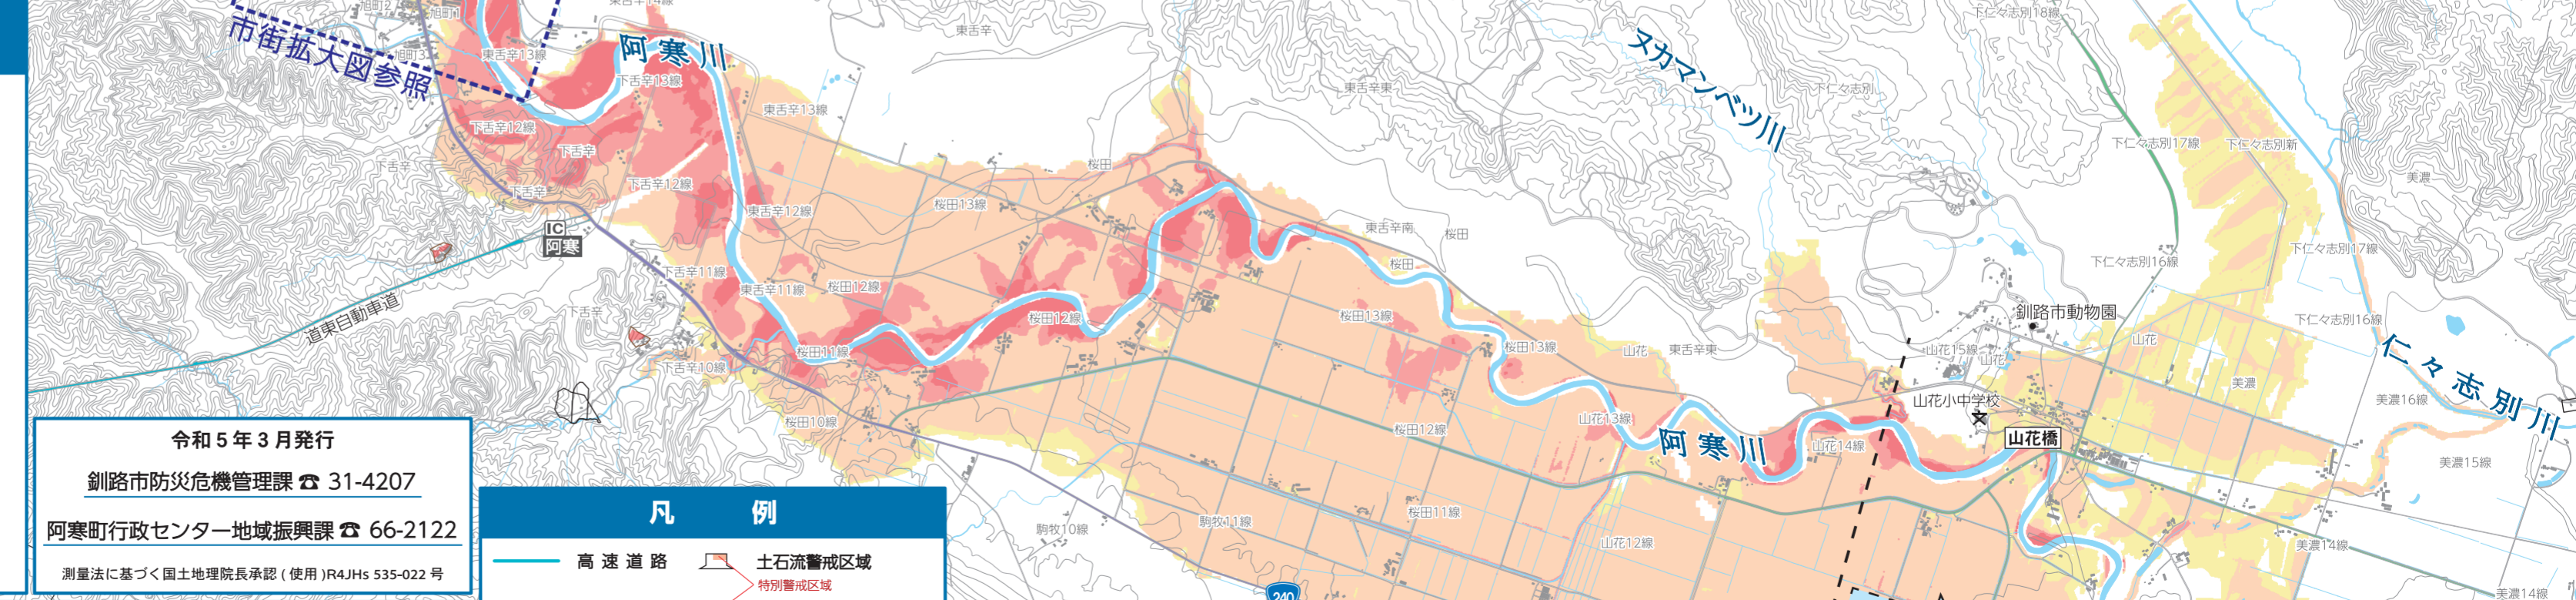 旭町2
旭町1
東舌辛14線
旭町3
東舌辛13線
市街拡大図参照
阿寒川
下舌辛13線
東舌辛13線
下舌辛12線
下舌辛
下舌辛
下舌辛
下舌辛12線
東舌辛12線
IC
阿寒
下舌辛11線
東舌辛11線
道東自動車道
下舌辛
下舌辛10線
桜田11線
桜田10線
桜田12線
桜田13線
桜田
東舌辛
東舌辛東
桜田12線
東舌辛南
桜田
桜田
桜田13線
桜田13線
桜田12線
桜田11線
駒牧11線
駒牧10線
240
ヌカマンベツ川
山花
東舌辛東
山花13線
阿寒川
山花14線
山花12線
下仁々志別18線
下仁々志別
下仁々志別17線
下仁々志別新
美濃
下仁々志別16線
下仁々志別17線
釧路市動物園
下仁々志別16線
山花15線
山花
山花
山花小中学校
山花橋
美濃
仁々志別川
美濃16線
美濃15線
美濃14線
美濃14線
令和5年3月発行
釧路市防災危機管理課☎ 31-4207
阿寒町行政センター地域振興課☎ 66-2122
測量法に基づく国土地理院長承認(使用)R4JHs 535-022 号
凡 例
高速道路
土石流警戒区域
特別警戒区域